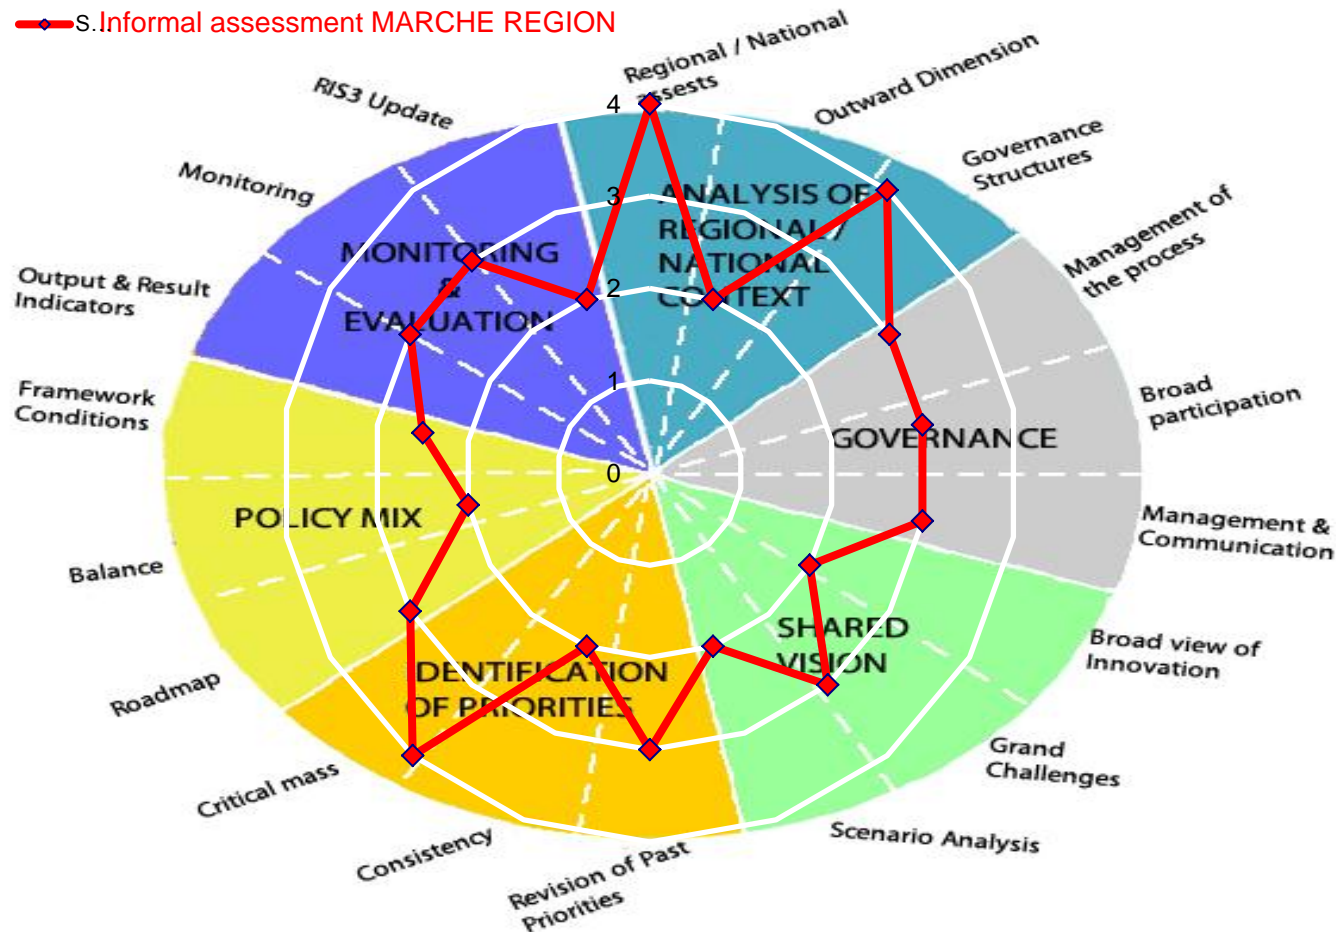 S...Informal assessment MARCHE REGION
Regional / National
assests
Outward Dimension
Governance
Structures
Management of
the process
Broad
participation
Management &
Communication
Broad view of
Innovation
Grand
Challenges
Scenario Analysis
Revision of Past
Priorities
Consistency
Critical mass
Roadmap
Balance
Framework
Conditions
Output & Result
Indicators
Monitoring
RIS3 Update
4
3
2
1
0
ANALYSIS OF
REGIONAL /
NATIONAL
CONTEXT
GOVERNANCE
SHARED
VISION
IDENTIFICATION
OF PRIORITIES
POLICY MIX
MONITORING
&
EVALUATION